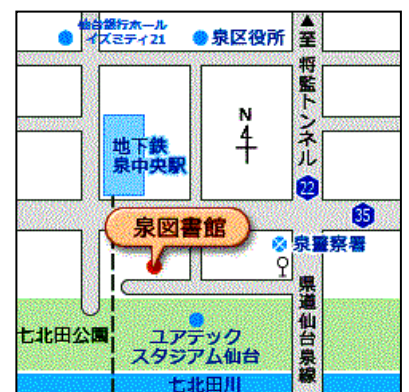 仙台銀行ホール
イズミティ21
泉区役所
▲至 将監トンネル
N
地下鉄
泉中央駅
22
35
泉図書館
泉警察署
県道仙台泉線
七北田公園
ユアテック
スタジアム仙台
七北田川